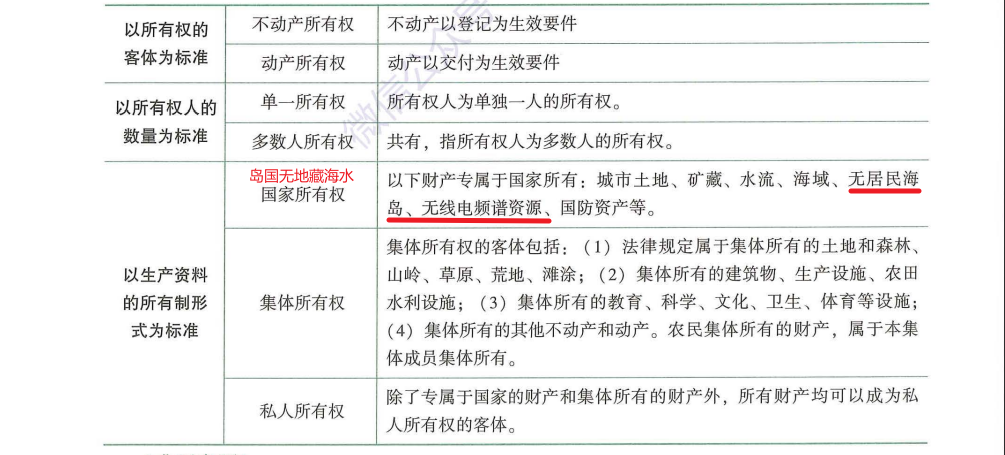 以所有权的
客体为标准
不动产所有权
不动产以登记为生效要件
动产所有权
动产以交付为生效要件
以所有权人的
数量为标准
单一所有权
所有权人为单独一人的所有权。
多数人所有权
共有，指所有权人为多数人的所有权。
以生产资料
的所有制形
式为标准
岛国无地藏海水
国家所有权
以下财产专属于国家所有：城市土地、矿藏、水流、海域、无居民海
岛、无线电频谱资源、国防资产等。
集体所有权
集体所有权的客体包括：（1）法律规定属于集体所有的土地和森林、
山岭、草原、荒地、滩涂；（2）集体所有的建筑物、生产设施、农田
水利设施；（3）集体所有的教育、科学、文化、卫生、体育等设施；
（4）集体所有的其他不动产和动产。农民集体所有的财产，属于本集
体成员集体所有。
私人所有权
除了专属于国家的财产和集体所有的财产外，所有财产均可以成为私
人所有权的客体。
微信公众号